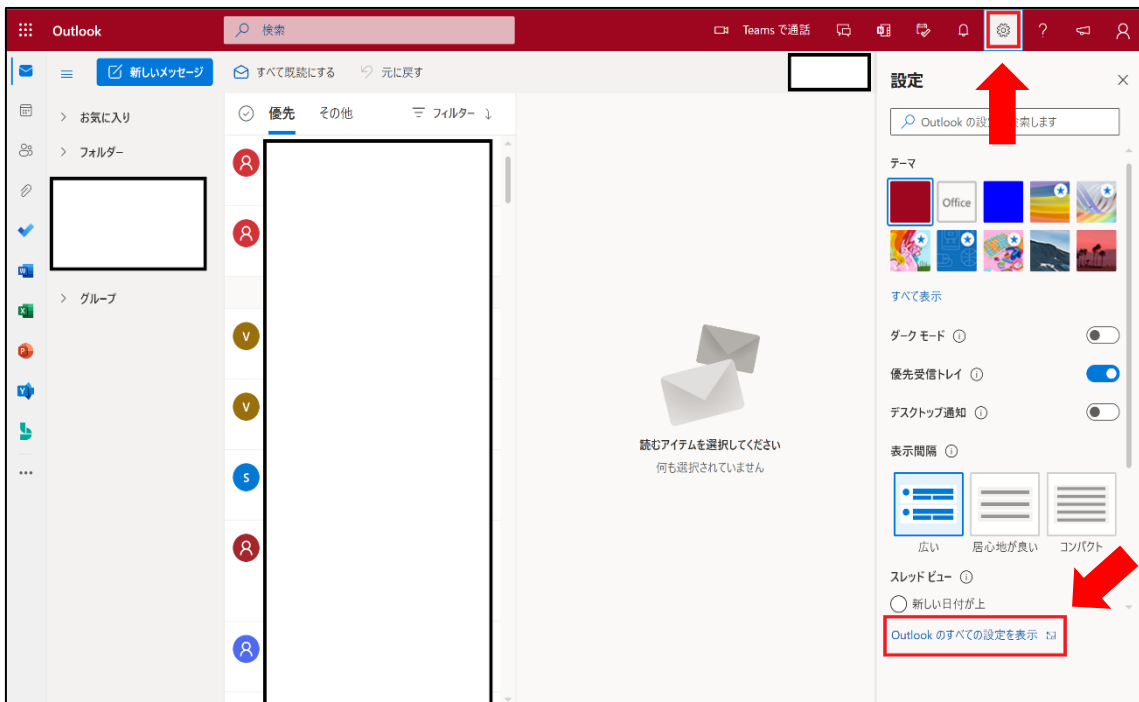 Outlook
検索
Teams で通話
新しいメッセージ
すべて既読にする
元に戻す
お気に入り
フォルダー
グループ
優先
その他
フィルター
V
V
S
読むアイテムを選択してください
何も選択されていません
設定
Outlook の設
索します
テーマ
Office
すべて表示
ダーク モード
優先受信トレイ
デスクトップ通知
表示間隔
広い
居心地が良い
コンパクト
スレッド ビュー
新しい日付が上
Outlook のすべての設定を表示